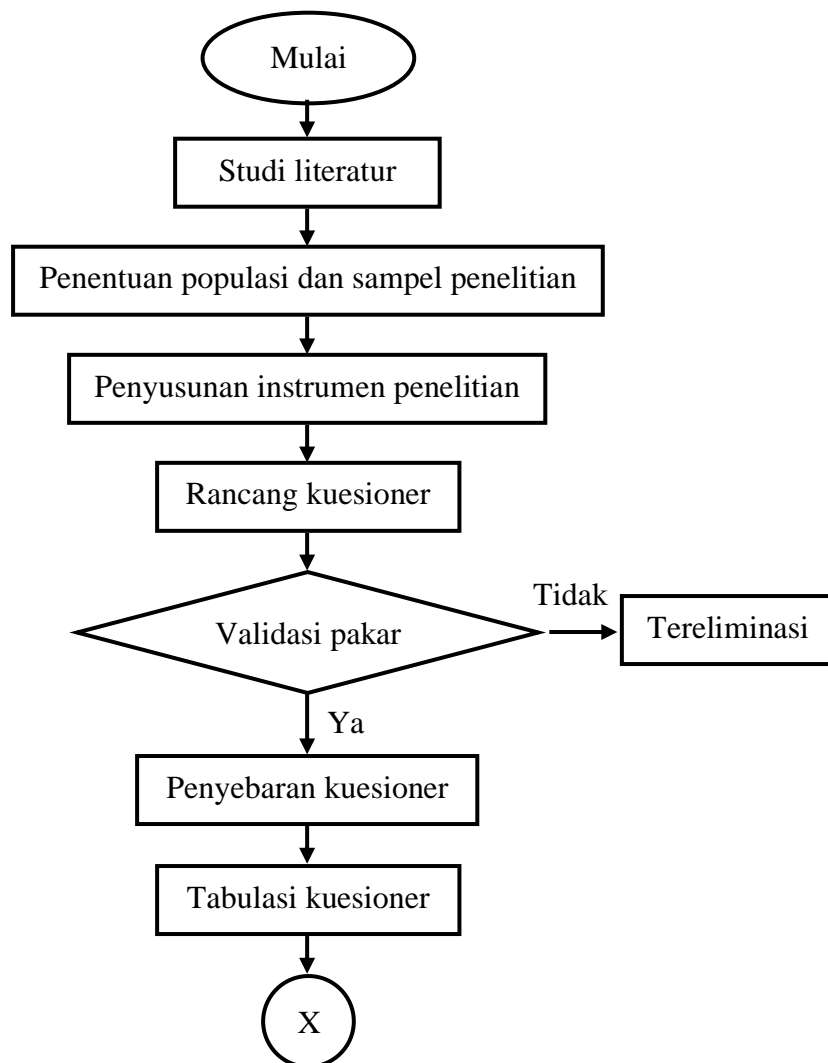 Mulai
Studi literatur
Penentuan populasi dan sampel penelitian
Penyusunan instrumen penelitian
Rancang kuesioner
Validasi pakar
Tidak
Tereliminasi
Ya
Penyebaran kuesioner
Tabulasi kuesioner
X